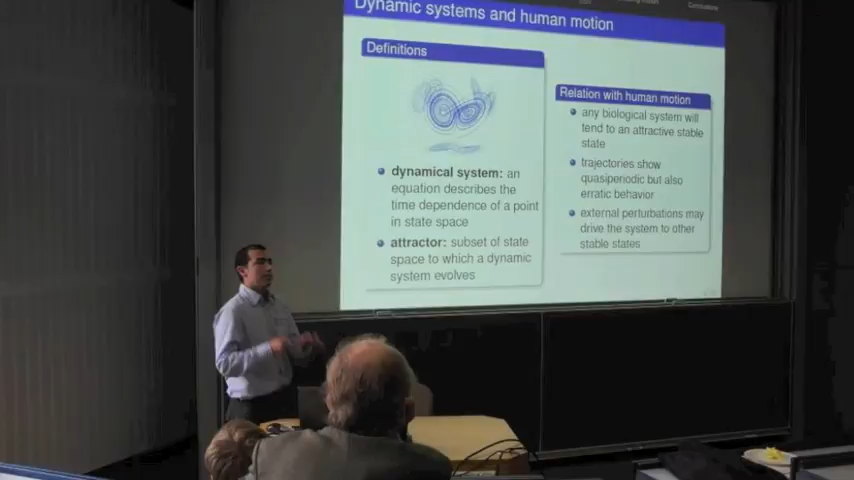 Conclusions
Dynamic systems and human motion
Definitions
dynamical system: an
equation describes the
time dependence of a point
in state space
attractor: subset of state
space to which a dynamic
system evolves
Relation with human motion
any biological system will
tend to an attractive stable
state
trajectories show
quasiperiodic but also
erratic behavior
external perturbations may
drive the system to other
stable states